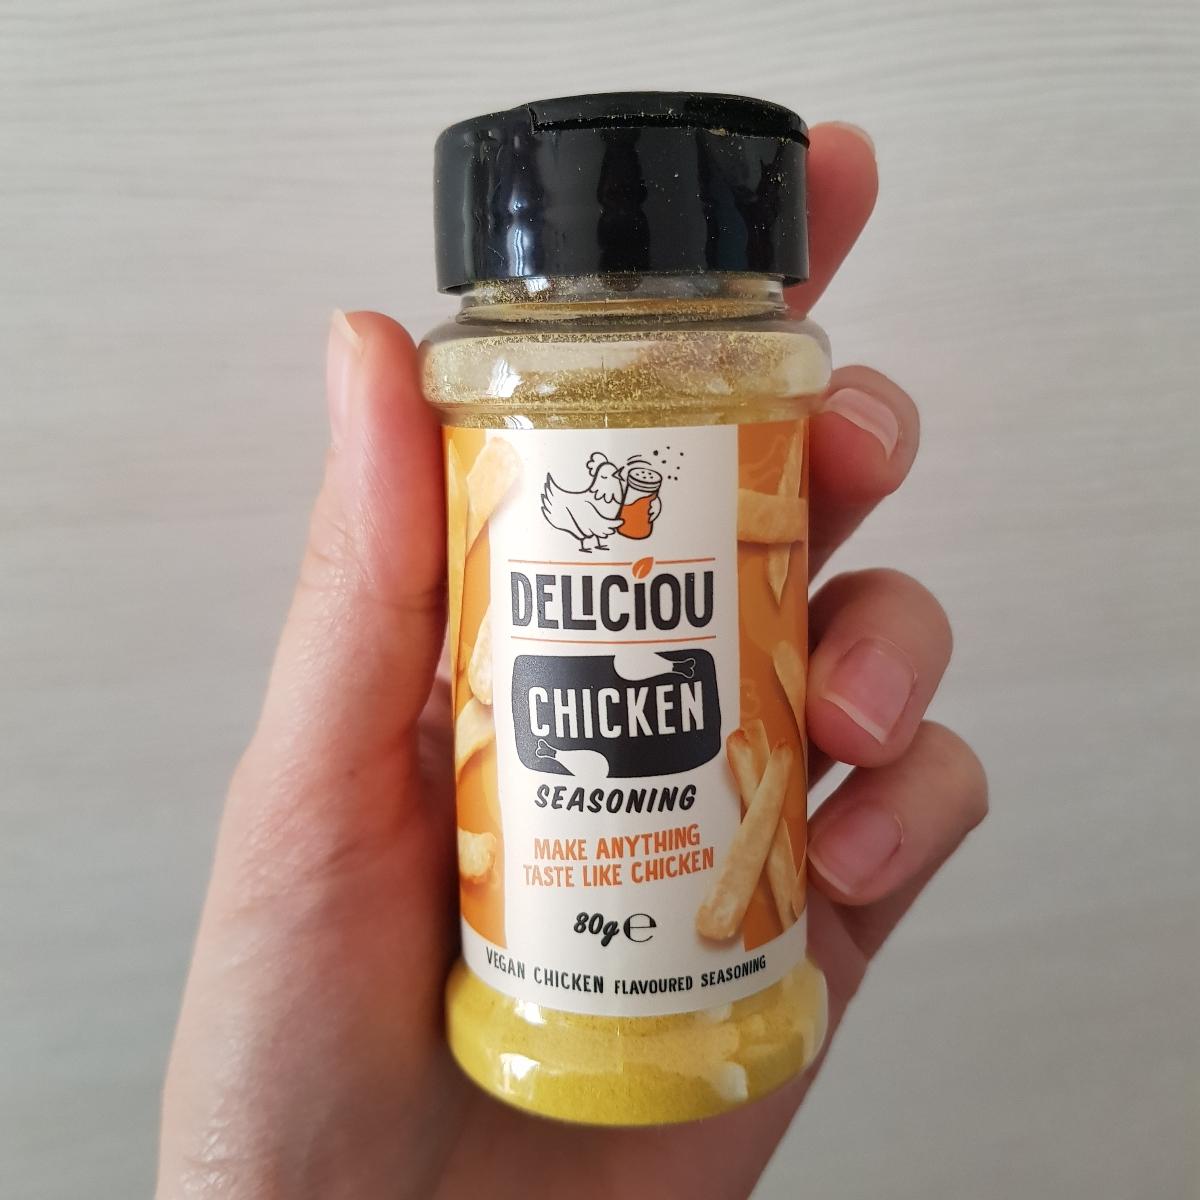 DELICIOU
CHICKEN
SEASONING
MAKE ANYTHING
TASTE LIKE CHICKEN
80g ℮
VEGAN CHICKEN FLAVOURED SEASONING